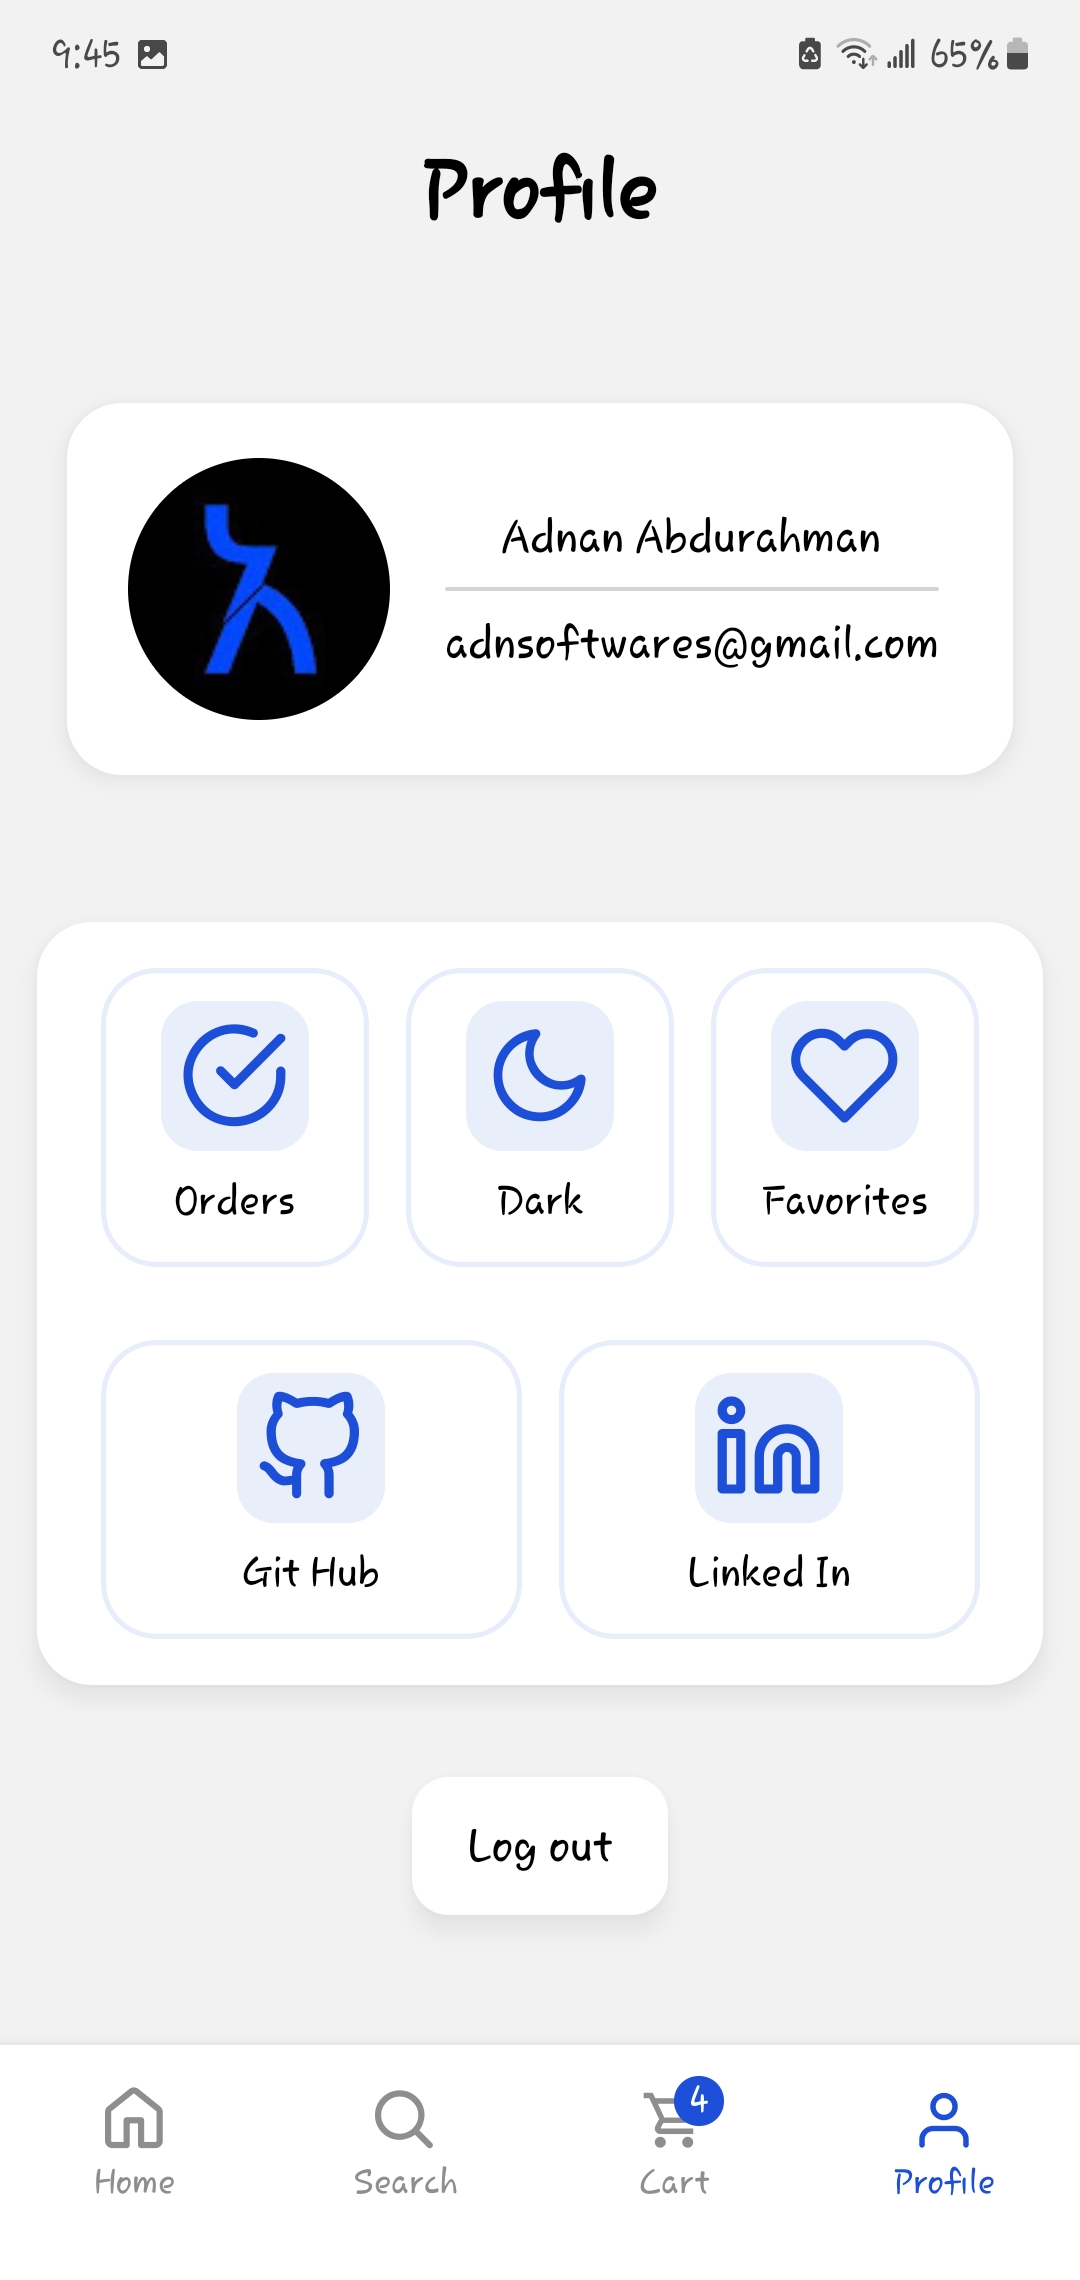 9:45 65%
Profile
Adnan Abdurahman
adnsoftwares@gmail.com
Orders Dark Favorites
Git Hub Linked In
Log out
4
Home Search Cart Profile